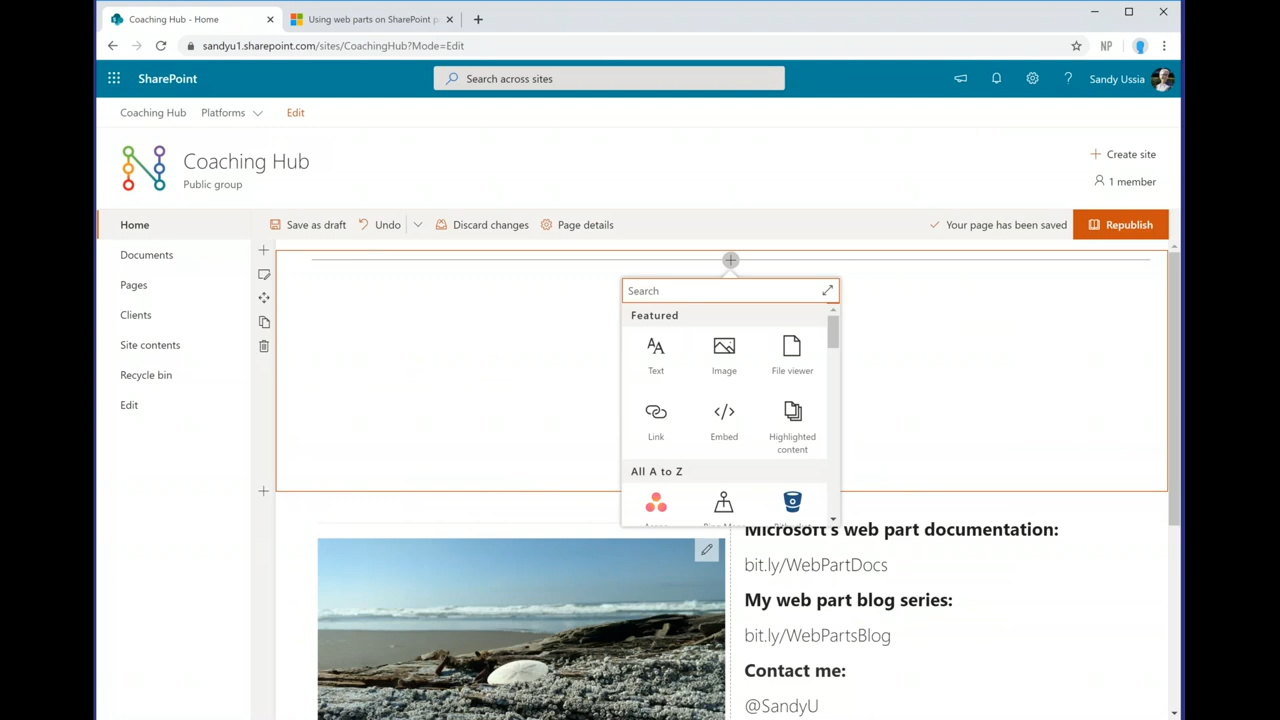 Coaching Hub - Home
Using web parts on SharePoint p
sandyu1.sharepoint.com/sites/CoachingHub?Mode=Edit
NP
SharePoint
Search across sites
Sandy Ussia
Coaching Hub
Platforms
Edit
Coaching Hub
Public group
Create site
1 member
Home
Save as draft
Undo
Discard changes
Page details
Your page has been saved
Republish
Documents
Pages
Clients
Site contents
Recycle bin
Edit
Search
Featured
Text
Image
File viewer
Link
Embed
Highlighted
content
All A to Z
Microsoft's web part documentation:
bit.ly/WebPartDocs
My web part blog series:
bit.ly/WebPartsBlog
Contact me:
@SandyU